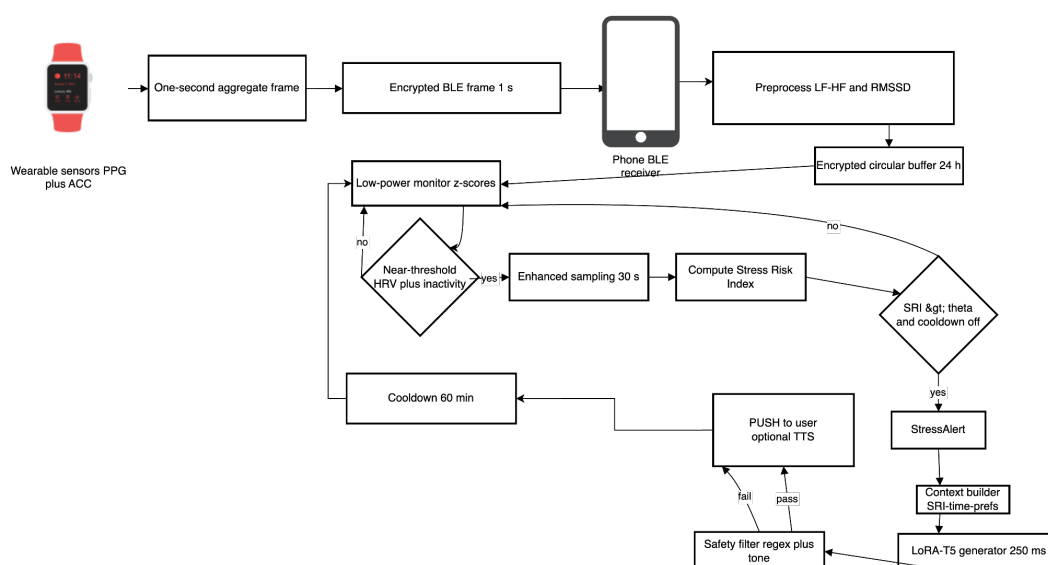 11:14
One-second aggregate frame
Encrypted BLE frame 1 s
Preprocess LF-HF and RMSSD
Wearable sensors PPG
plus ACC
Phone BLE
receiver
Encrypted circular buffer 24 h
Low-power monitor z-scores
no
no
Near-threshold
HRV plus inactivity
yes
Enhanced sampling 30 s
Compute Stress Risk
Index
SRI &gt; theta
and cooldown off
yes
Cooldown 60 min
PUSH to user
optional TTS
StressAlert
fail
pass
Context builder
SRI-time-prefs
Safety filter regex plus
tone
LoRA-T5 generator 250 ms